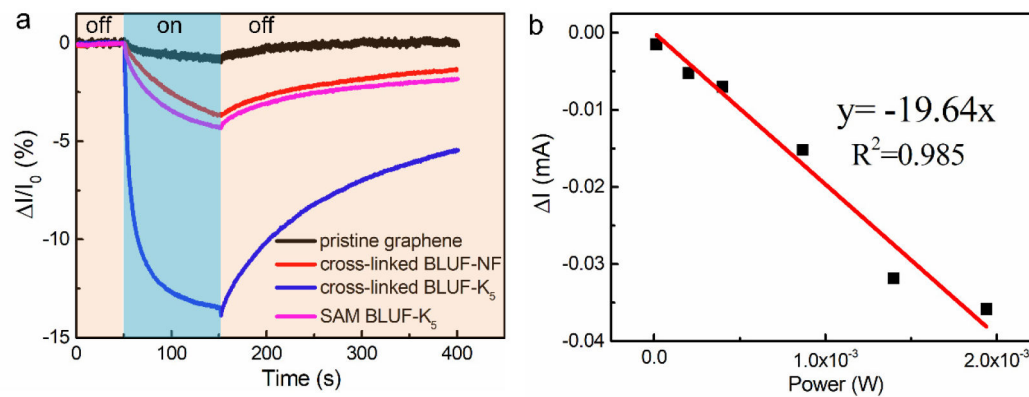 a
off on off
0
-5
-10
-15
ΔI/I₀ (%)
pristine graphene
cross-linked BLUF-NF
cross-linked BLUF-K₅
SAM BLUF-K₅
0 100 200 300 400
Time (s)
b
0.00
-0.01
-0.02
-0.03
-0.04
ΔI (mA)
y= -19.64x
R²=0.985
0.0 1.0x10⁻³ 2.0x10⁻³
Power (W)